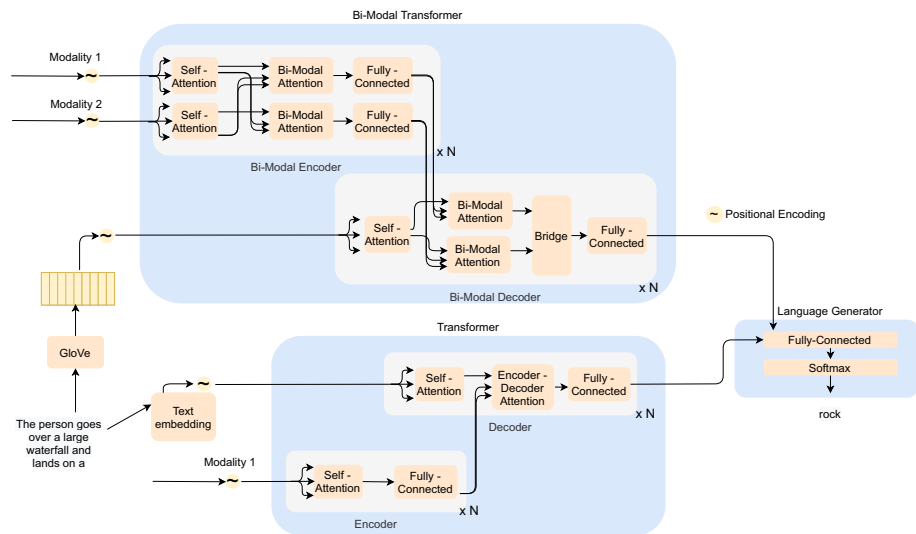 Bi-Modal Transformer
Modality 1
~
Self -
Attention
Bi-Modal
Attention
Fully -
Connected
Modality 2
~
Self -
Attention
Bi-Modal
Attention
Fully -
Connected
x N
Bi-Modal Encoder
~
Self -
Attention
Bi-Modal
Attention
Bi-Modal
Attention
Bridge
Fully -
Connected
x N
Bi-Modal Decoder
~ Positional Encoding
GloVe
The person goes
over a large
waterfall and
lands on a
Text
embedding
~
Transformer
Self -
Attention
Encoder -
Decoder
Attention
Fully -
Connected
x N
Decoder
Modality 1
~
Self -
Attention
Fully -
Connected
x N
Encoder
Language Generator
Fully-Connected
Softmax
rock